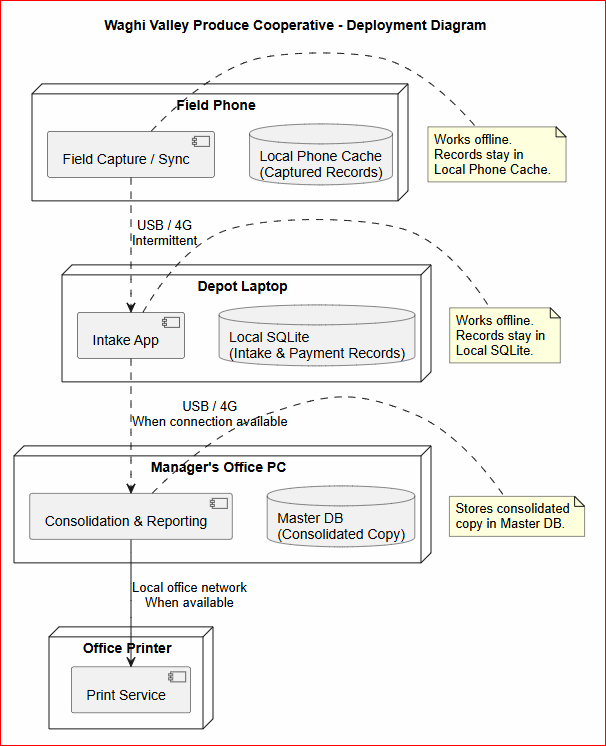 Waghi Valley Produce Cooperative - Deployment Diagram
Field Phone
Field Capture / Sync
Local Phone Cache
(Captured Records)
Works offline.
Records stay in
Local Phone Cache.
USB / 4G
Intermittent
Depot Laptop
Intake App
Local SQLite
(Intake & Payment Records)
Works offline.
Records stay in
Local SQLite.
USB / 4G
When connection available
Manager's Office PC
Consolidation & Reporting
Master DB
(Consolidated Copy)
Stores consolidated
copy in Master DB.
Local office network
When available
Office Printer
Print Service